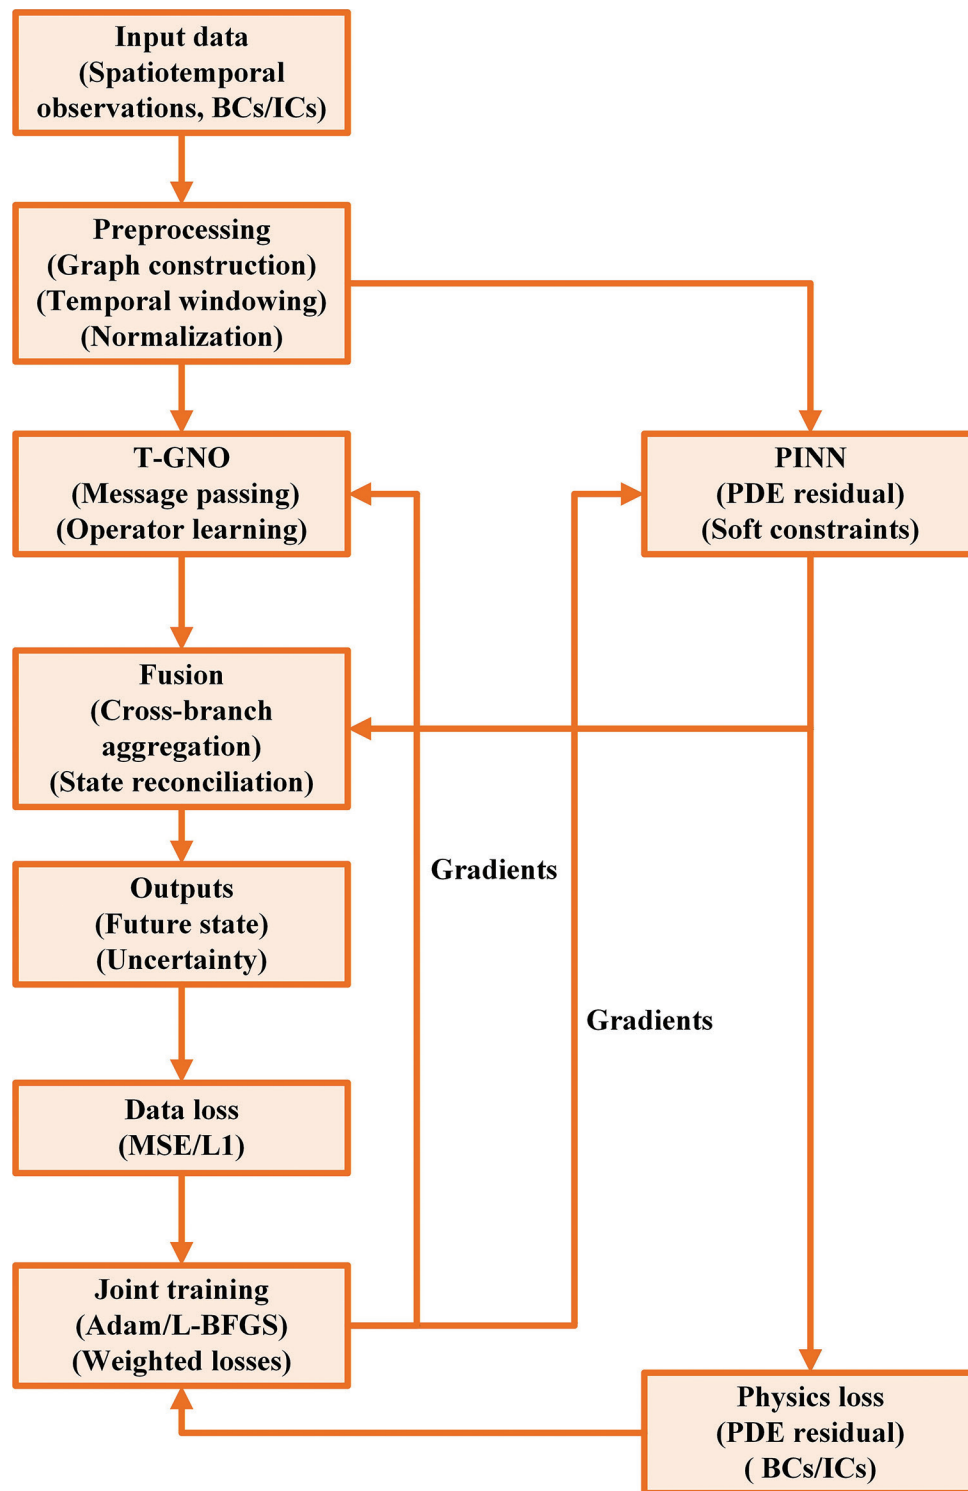 Input data
(Spatiotemporal
observations, BCs/ICs)
Preprocessing
(Graph construction)
(Temporal windowing)
(Normalization)
T-GNO
(Message passing)
(Operator learning)
PINN
(PDE residual)
(Soft constraints)
Fusion
(Cross-branch
aggregation)
(State reconciliation)
Gradients
Outputs
(Future state)
(Uncertainty)
Gradients
Data loss
(MSE/L1)
Joint training
(Adam/L-BFGS)
(Weighted losses)
Physics loss
(PDE residual)
( BCs/ICs)